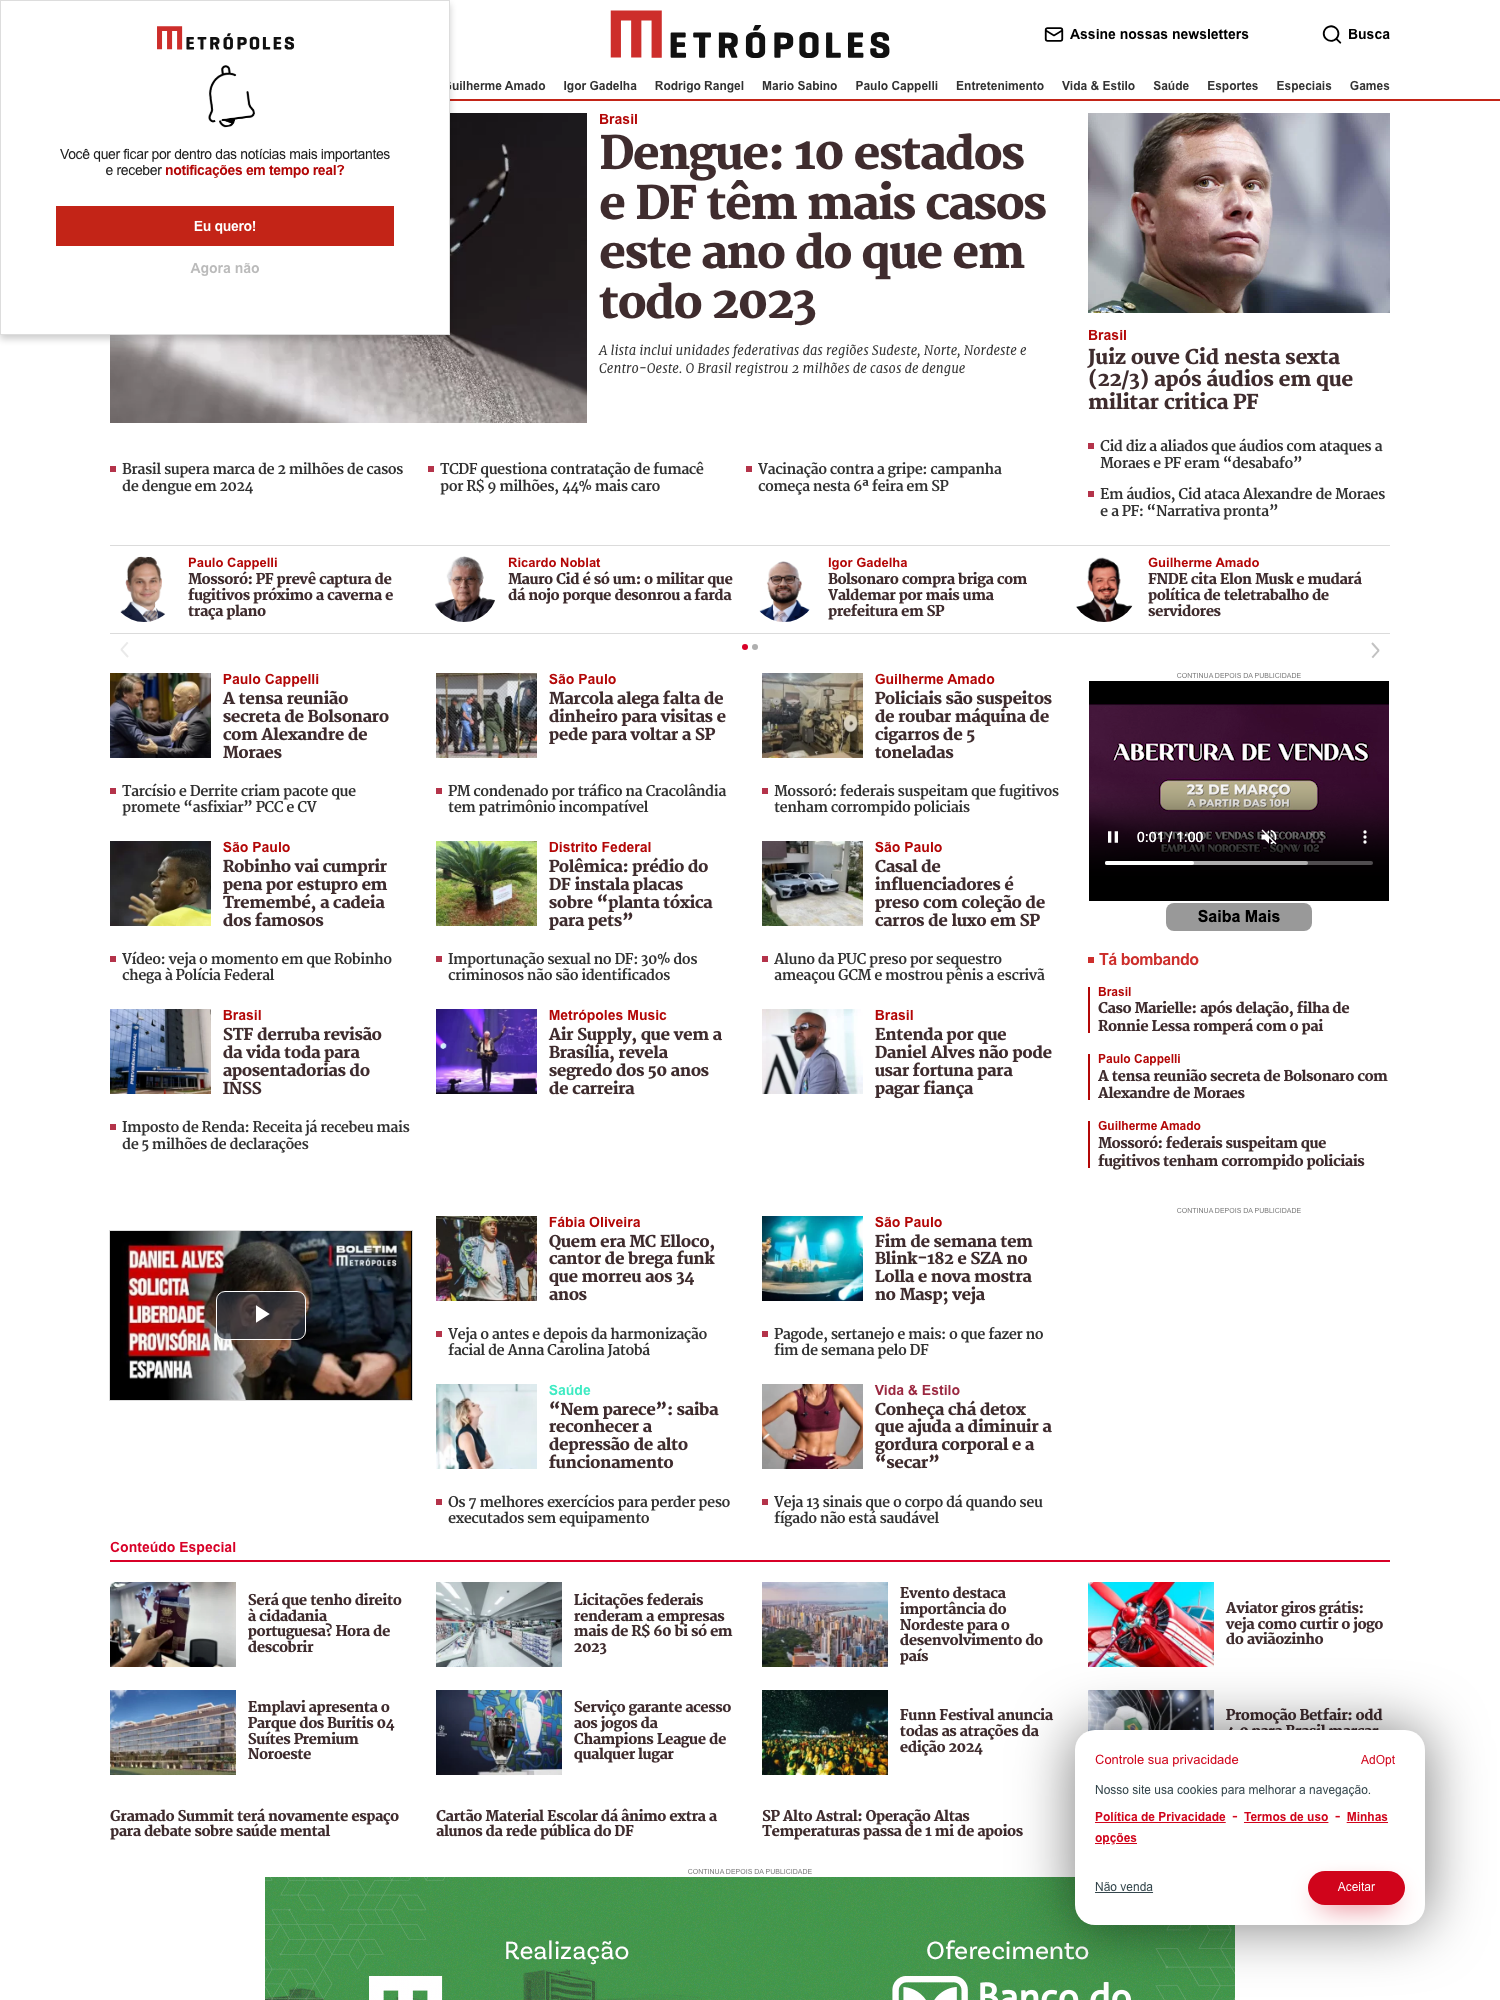 METRÓPOLES
Você quer ficar por dentro das notícias mais importantes
e receber notificações em tempo real?
Eu quero!
Agora não
METRÓPOLES
Assine nossas newsletters
Busca
Guilherme Amado
Igor Gadelha
Rodrigo Rangel
Mario Sabino
Paulo Cappelli
Entretenimento
Vida & Estilo
Saúde
Esportes
Especiais
Games
Brasil
Dengue: 10 estados
e DF têm mais casos
este ano do que em
todo 2023
A lista inclui unidades federativas das regiões Sudeste, Norte, Nordeste e
Centro-Oeste. O Brasil registrou 2 milhões de casos de dengue
Brasil
Juiz ouve Cid nesta sexta
(22/3) após áudios em que
militar critica PF
Cid diz a aliados que áudios com ataques a
Moraes e PF eram “desabafo”
Em áudios, Cid ataca Alexandre de Moraes
e a PF: “Narrativa pronta”
Brasil supera marca de 2 milhões de casos
de dengue em 2024
TCDF questiona contratação de fumacê
por R$ 9 milhões, 44% mais caro
Vacinação contra a gripe: campanha
começa nesta 6ª feira em SP
Paulo Cappelli
Mossoró: PF prevê captura de
fugitivos próximo a caverna e
traça plano
Ricardo Noblat
Mauro Cid é só um: o militar que
dá nojo porque desonrou a farda
Igor Gadelha
Bolsonaro compra briga com
Valdemar por mais uma
prefeitura em SP
Guilherme Amado
FNDE cita Elon Musk e mudará
política de teletrabalho de
servidores
Paulo Cappelli
A tensa reunião
secreta de Bolsonaro
com Alexandre de
Moraes
Tarcísio e Derrite criam pacote que
promete “asfixiar” PCC e CV
São Paulo
Marcola alega falta de
dinheiro para visitas e
pede para voltar a SP
PM condenado por tráfico na Cracolândia
tem patrimônio incompatível
Guilherme Amado
Policiais são suspeitos
de roubar máquina de
cigarros de 5
toneladas
Mossoró: federais suspeitam que fugitivos
tenham corrompido policiais
CONTINUA DEPOIS DA PUBLICIDADE
ABERTURA DE VENDAS
23 DE MARÇO
A PARTIR DAS 10H
0:01 / 1:00
EMPLAVI NOROESTE - SQNW 102
Saiba Mais
São Paulo
Robinho vai cumprir
pena por estupro em
Tremembé, a cadeia
dos famosos
Vídeo: veja o momento em que Robinho
chega à Polícia Federal
Distrito Federal
Polêmica: prédio do
DF instala placas
sobre “planta tóxica
para pets”
Importunação sexual no DF: 30% dos
criminosos não são identificados
São Paulo
Casal de
influenciadores é
preso com coleção de
carros de luxo em SP
Aluno da PUC preso por sequestro
ameaçou GCM e mostrou pênis a escrivã
Tá bombando
Brasil
Caso Marielle: após delação, filha de
Ronnie Lessa romperá com o pai
Paulo Cappelli
A tensa reunião secreta de Bolsonaro com
Alexandre de Moraes
Guilherme Amado
Mossoró: federais suspeitam que
fugitivos tenham corrompido policiais
CONTINUA DEPOIS DA PUBLICIDADE
Brasil
STF derruba revisão
da vida toda para
aposentadorias do
INSS
Imposto de Renda: Receita já recebeu mais
de 5 milhões de declarações
Metrópoles Music
Air Supply, que vem a
Brasília, revela
segredo dos 50 anos
de carreira
Brasil
Entenda por que
Daniel Alves não pode
usar fortuna para
pagar fiança
DANIEL ALVES
SOLICITA
LIBERDADE
PROVISÓRIA NA
ESPANHA
BOLETIM
METRÓPOLES
Fábia Oliveira
Quem era MC Elloco,
cantor de brega funk
que morreu aos 34
anos
Veja o antes e depois da harmonização
facial de Anna Carolina Jatobá
São Paulo
Fim de semana tem
Blink-182 e SZA no
Lolla e nova mostra
no Masp; veja
Pagode, sertanejo e mais: o que fazer no
fim de semana pelo DF
Saúde
“Nem parece”: saiba
reconhecer a
depressão de alto
funcionamento
Os 7 melhores exercícios para perder peso
executados sem equipamento
Vida & Estilo
Conheça chá detox
que ajuda a diminuir a
gordura corporal e a
“secar”
Veja 13 sinais que o corpo dá quando seu
fígado não está saudável
Conteúdo Especial
Será que tenho direito
à cidadania
portuguesa? Hora de
descobrir
Licitações federais
renderam a empresas
mais de R$ 60 bi só em
2023
Evento destaca
importância do
Nordeste para o
desenvolvimento do
país
Aviator giros grátis:
veja como curtir o jogo
do aviãozinho
Emplavi apresenta o
Parque dos Buritis 04
Suítes Premium
Noroeste
Serviço garante acesso
aos jogos da
Champions League de
qualquer lugar
Funn Festival anuncia
todas as atrações da
edição 2024
Promoção Betfair: odd
4.0 para Brasil marcar
Gramado Summit terá novamente espaço
para debate sobre saúde mental
Cartão Material Escolar dá ânimo extra a
alunos da rede pública do DF
SP Alto Astral: Operação Altas
Temperaturas passa de 1 mi de apoios
Controle sua privacidade
AdOpt
Nosso site usa cookies para melhorar a navegação.
Política de Privacidade - Termos de uso - Minhas
opções
Não venda
Aceitar
CONTINUA DEPOIS DA PUBLICIDADE
Realização
Oferecimento
Banco do